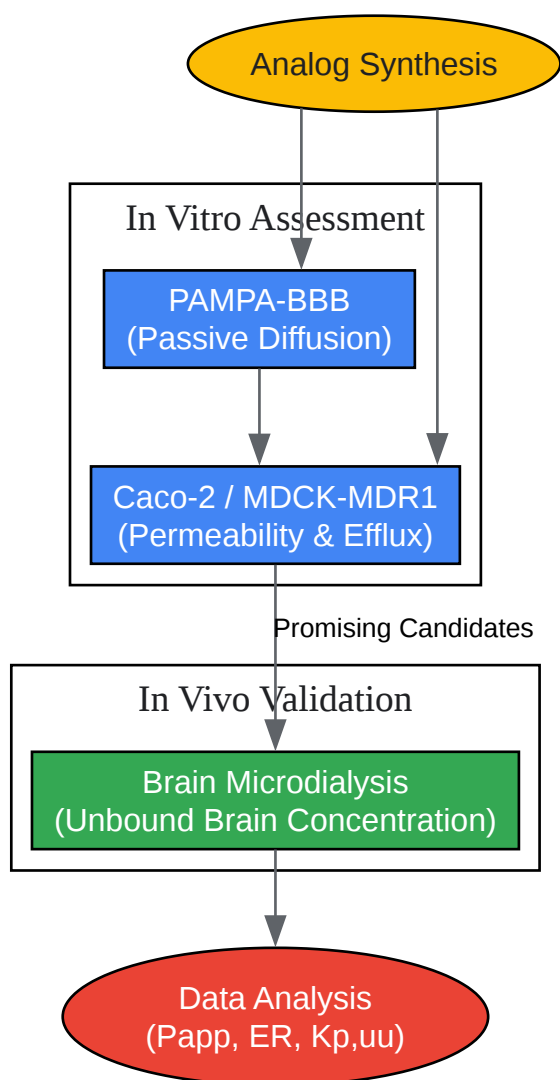 Analog Synthesis
In Vitro Assessment
PAMPA-BBB
(Passive Diffusion)
Caco-2 / MDCK-MDR1
(Permeability & Efflux)
Promising Candidates
In Vivo Validation
Brain Microdialysis
(Unbound Brain Concentration)
Data Analysis
(Papp, ER, Kp,uu)